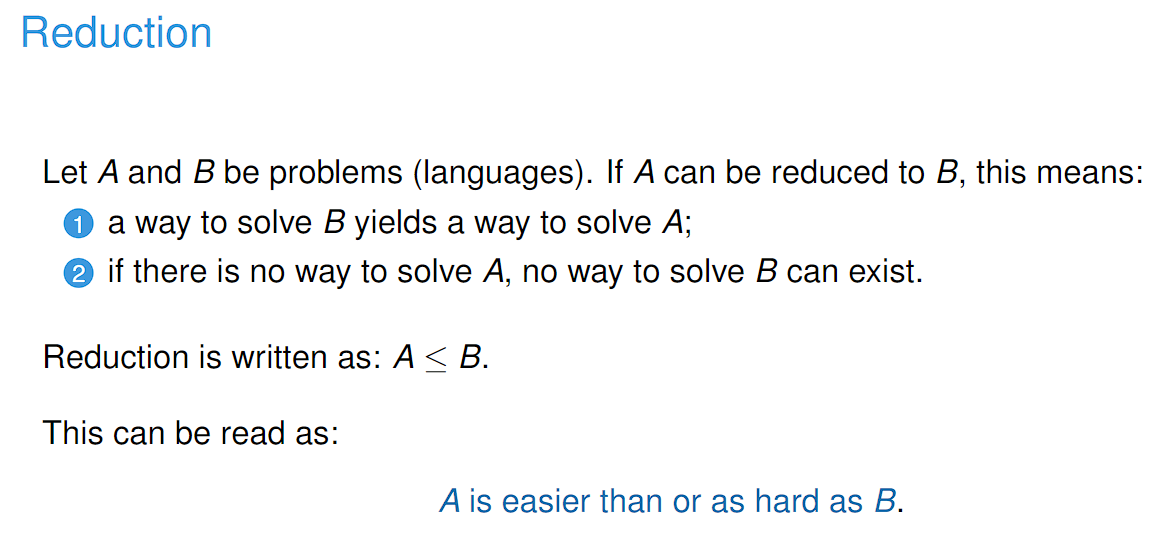 Reduction
Let A and B be problems (languages). If A can be reduced to B, this means:
1 a way to solve B yields a way to solve A;
2 if there is no way to solve A, no way to solve B can exist.
Reduction is written as: A ≤ B.
This can be read as:
A is easier than or as hard as B.